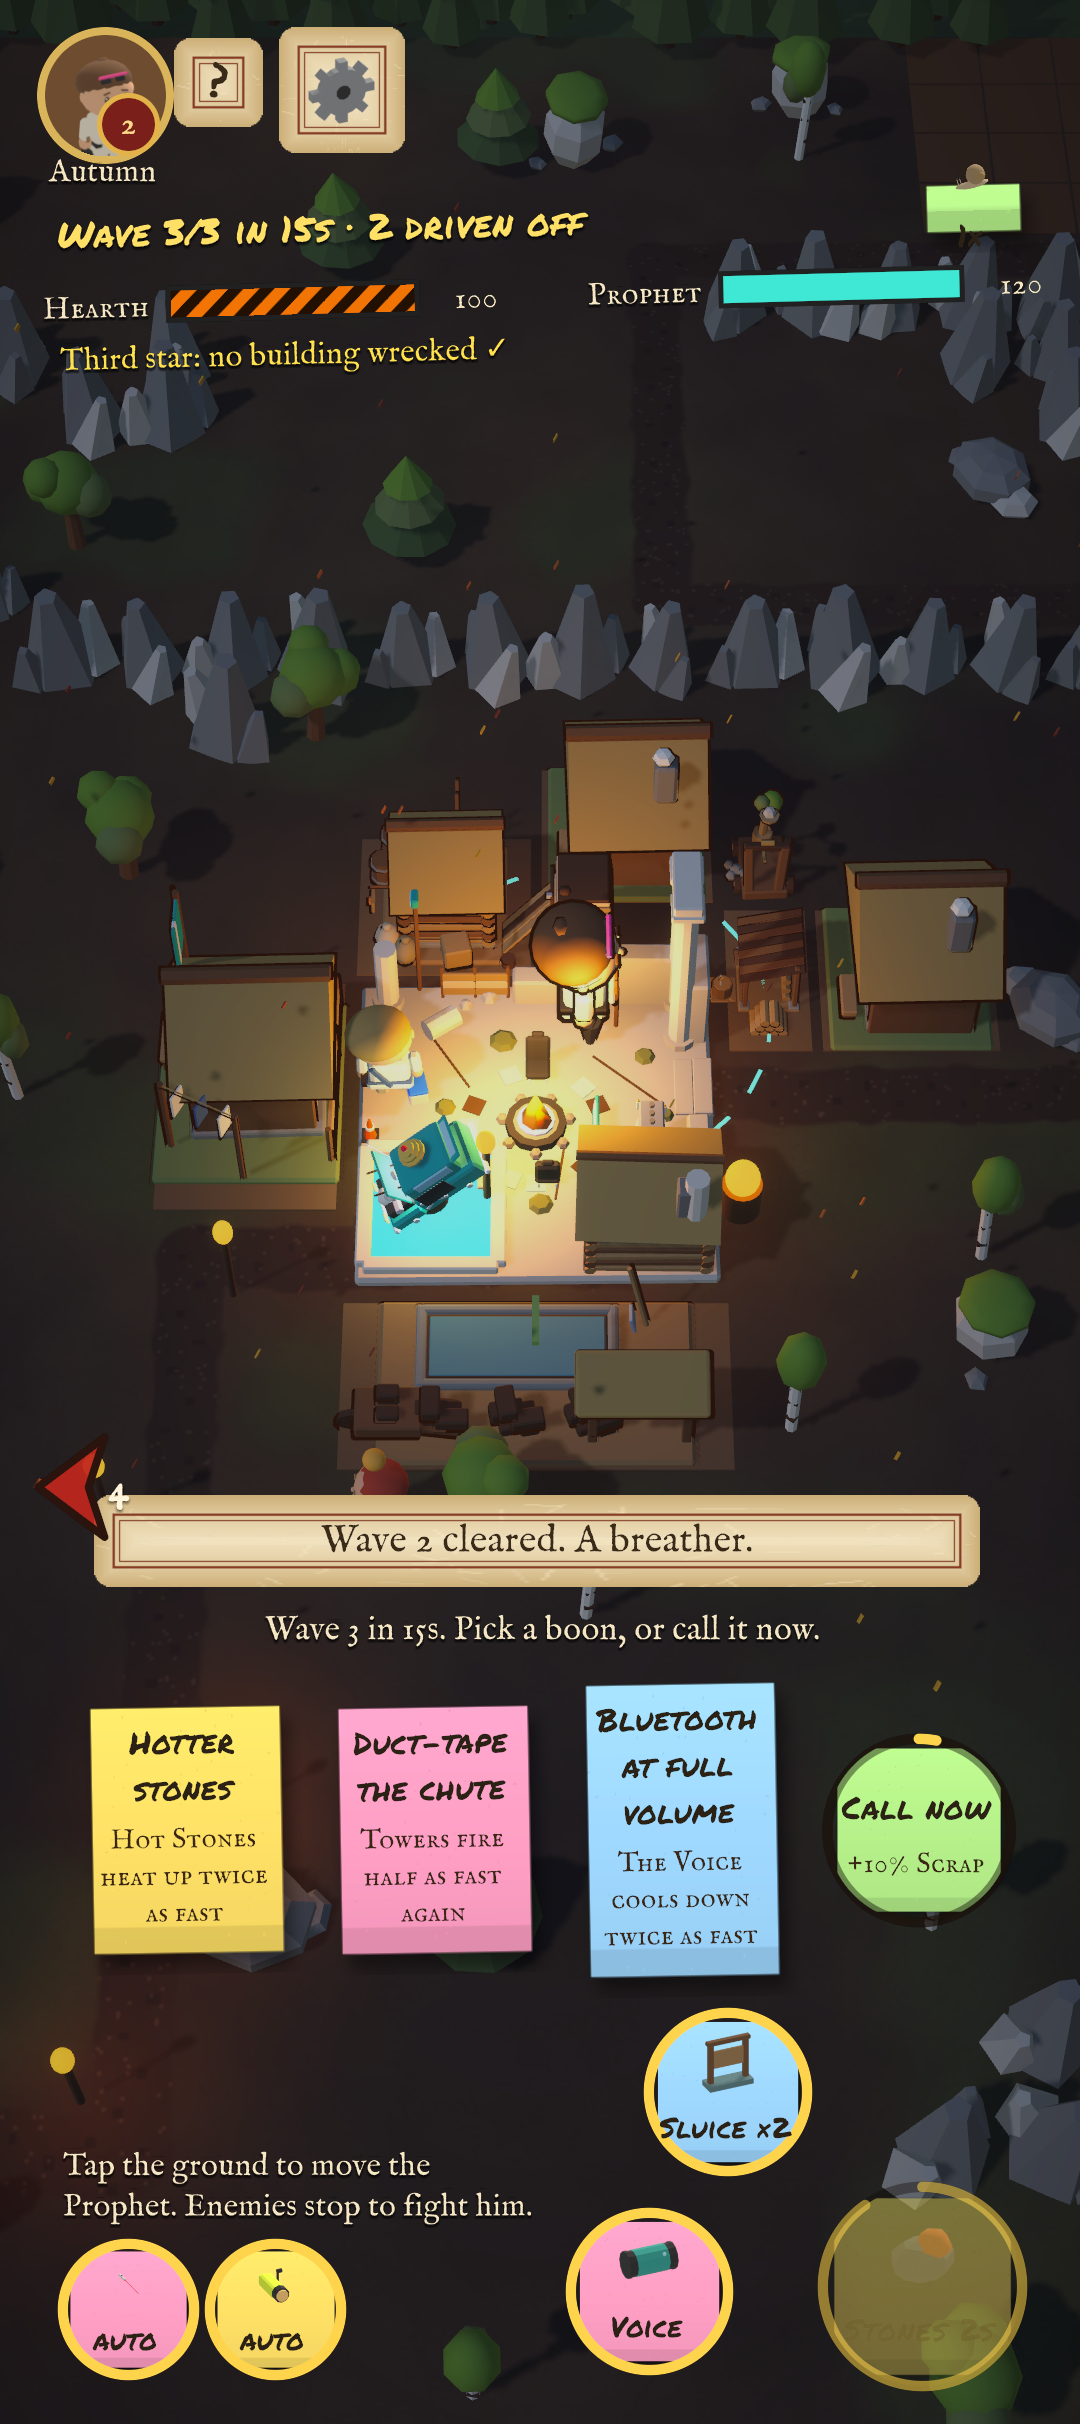 ?
2
Autumn
Wave 3/3 in 15s · 2 driven off
Hearth 100
Prophet 120
Third star: no building wrecked ✓
4
Wave 2 cleared. A breather.
Wave 3 in 15s. Pick a boon, or call it now.
Hotter
stones
Hot Stones
heat up twice
as fast
Duct-tape
the chute
Towers fire
half as fast
again
Bluetooth
at full
volume
The Voice
cools down
twice as fast
Call now
+10% Scrap
Sluice x2
Tap the ground to move the
Prophet. Enemies stop to fight him.
Auto
Auto
Voice
Stones 2s